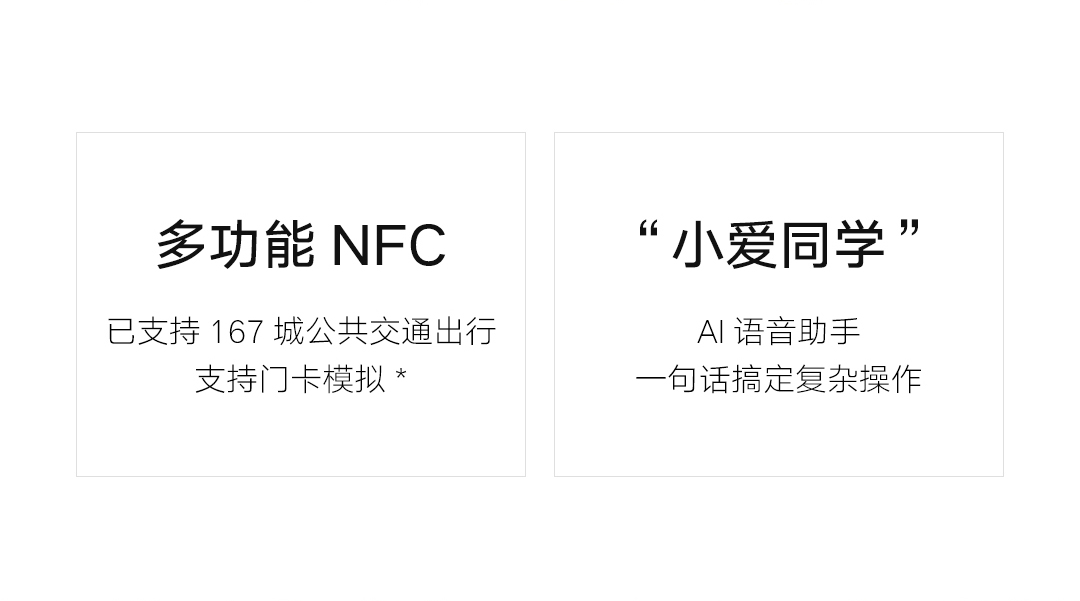 多功能 NFC
已支持 167 城公共交通出行
支持门卡模拟 *
“小爱同学”
AI 语音助手
一句话搞定复杂操作